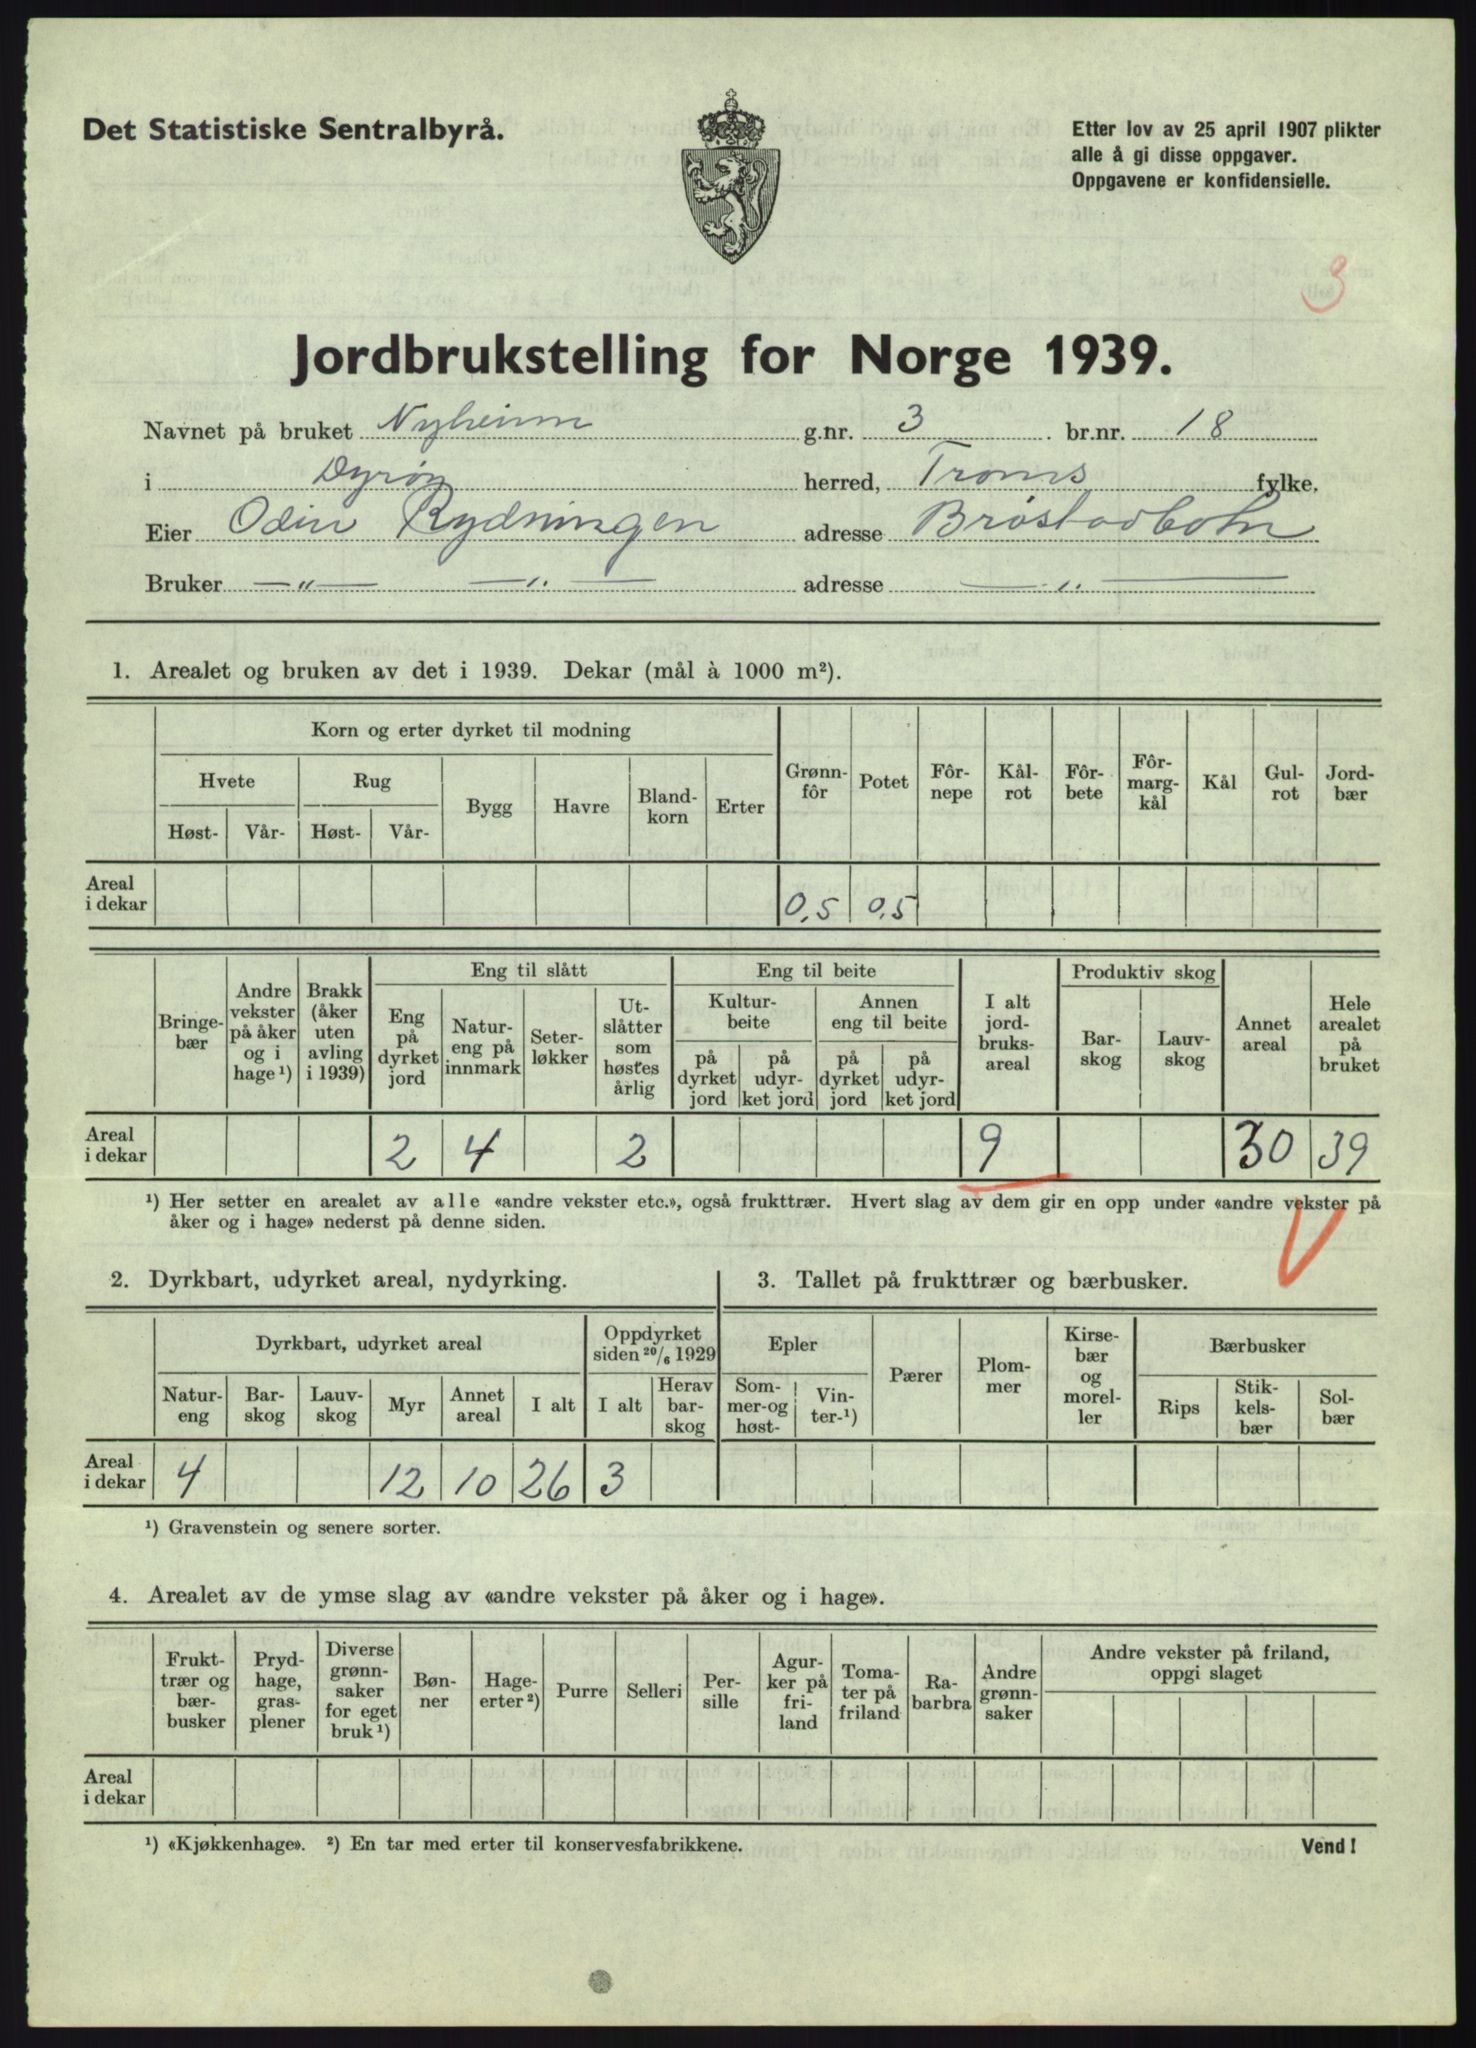 Det Statistiske Sentralbyrå.
Etter lov av 25 april 1907 plikter
alle å gi disse oppgaver.
Oppgavene er konfidensielle.
3
Jordbrukstelling for Norge 1939.
Navnet på bruket Nyheim g.nr. 3 br.nr. 18
i Dyrøy herred, Troms fylke.
Eier Odin Rydningen adresse Brøstadbotn
Bruker — " — — " — adresse — " —
1. Arealet og bruken av det i 1939. Dekar (mål à 1000 m²).
Korn og erter dyrket til modning
Hvete Rug Bygg Havre Bland-korn Erter Grønn-fôr Potet Fôr-nepe Kål-rot Fôr-bete Fôr-marg-kål Kål Gul-rot Jord-bær
Høst- Vår- Høst- Vår-
Areal i dekar 0,5 0,5
Eng til slått Eng til beite Produktiv skog
Bringe-bær Andre vekster på åker og i hage¹) Brakk (åker uten avling i 1939) Eng på dyrket jord Natur-eng på innmark Seter-løkker Ut-slåtter som høstes årlig Kultur-beite Annen eng til beite I alt jord-bruks-areal Bar-skog Lauv-skog Annet areal Hele arealet på bruket
på dyrket jord på udyr-ket jord på dyrket jord på udyr-ket jord
Areal i dekar 2 4 2 9 30 39
¹) Her setter en arealet av alle «andre vekster etc.», også frukttrær. Hvert slag av dem gir en opp under «andre vekster på
åker og i hage» nederst på denne siden.
2. Dyrkbart, udyrket areal, nydyrking.
Dyrkbart, udyrket areal Oppdyrket siden 20/6 1929
Natur-eng Bar-skog Lauv-skog Myr Annet areal I alt I alt Herav bar-skog
Areal i dekar 4 12 10 26 3
¹) Gravenstein og senere sorter.
3. Tallet på frukttrær og bærbusker.
Epler Pærer Plom-mer Kirse-bær og morel-ler Bærbusker
Som-mer-og høst- Vin-ter-¹) Rips Stik-kels-bær Sol-bær
4. Arealet av de ymse slag av «andre vekster på åker og i hage».
Frukt-trær og bær-busker Pryd-hage, gras-plener Diverse grønn-saker for eget bruk¹) Bøn-ner Hage-erter²) Purre Selleri Per-sille Agur-ker på fri-land Toma-ter på friland Ra-barbra Andre grønn-saker Andre vekster på friland, oppgi slaget
Areal i dekar
¹) «Kjøkkenhage». ²) En tar med erter til konservesfabrikkene.
Vend!